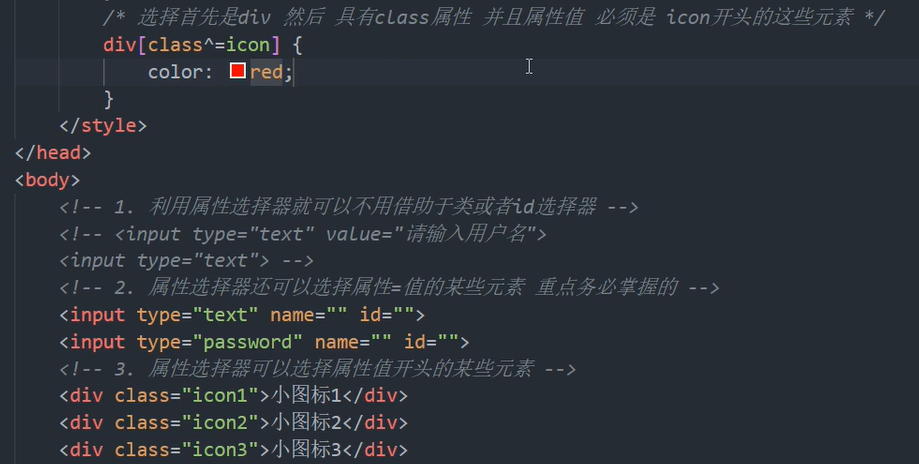 /* 选择首先是div 然后 具有class属性 并且属性值 必须是 icon开头的这些元素 */
div[class^=icon] {
color: red;
}
</style>
</head>
<body>
<!-- 1. 利用属性选择器就可以不用借助于类或者id选择器 -->
<!-- <input type="text" value="请输入用户名">
<input type="text"> -->
<!-- 2. 属性选择器还可以选择属性=值的某些元素 重点务必掌握的 -->
<input type="text" name="" id="">
<input type="password" name="" id="">
<!-- 3. 属性选择器可以选择属性值开头的某些元素 -->
<div class="icon1">小图标1</div>
<div class="icon2">小图标2</div>
<div class="icon3">小图标3</div>